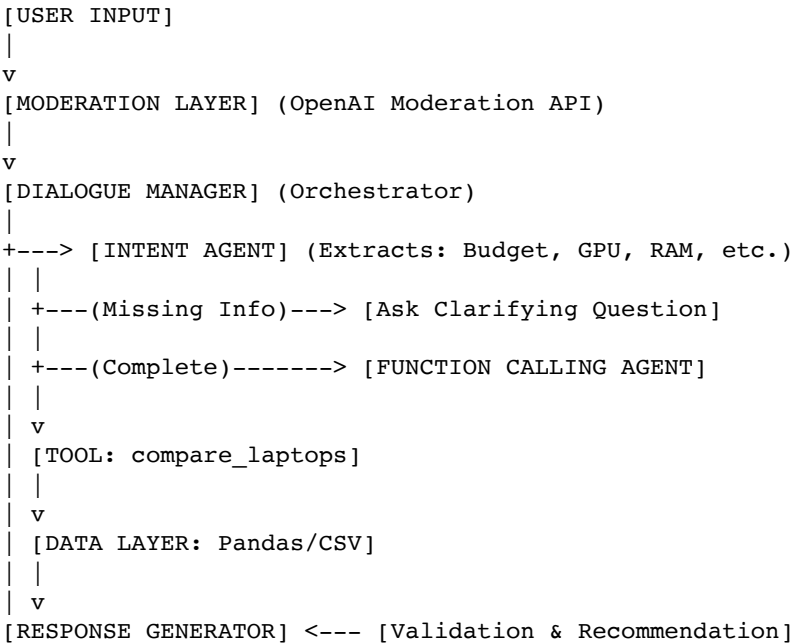 [USER INPUT]
|
v
[MODERATION LAYER] (OpenAI Moderation API)
|
v
[DIALOGUE MANAGER] (Orchestrator)
|
+---> [INTENT AGENT] (Extracts: Budget, GPU, RAM, etc.)
| |
| +---(Missing Info)---> [Ask Clarifying Question]
| |
| +---(Complete)-------> [FUNCTION CALLING AGENT]
| |
| v
| [TOOL: compare_laptops]
| |
| v
| [DATA LAYER: Pandas/CSV]
| |
| v
[RESPONSE GENERATOR] <--- [Validation & Recommendation]